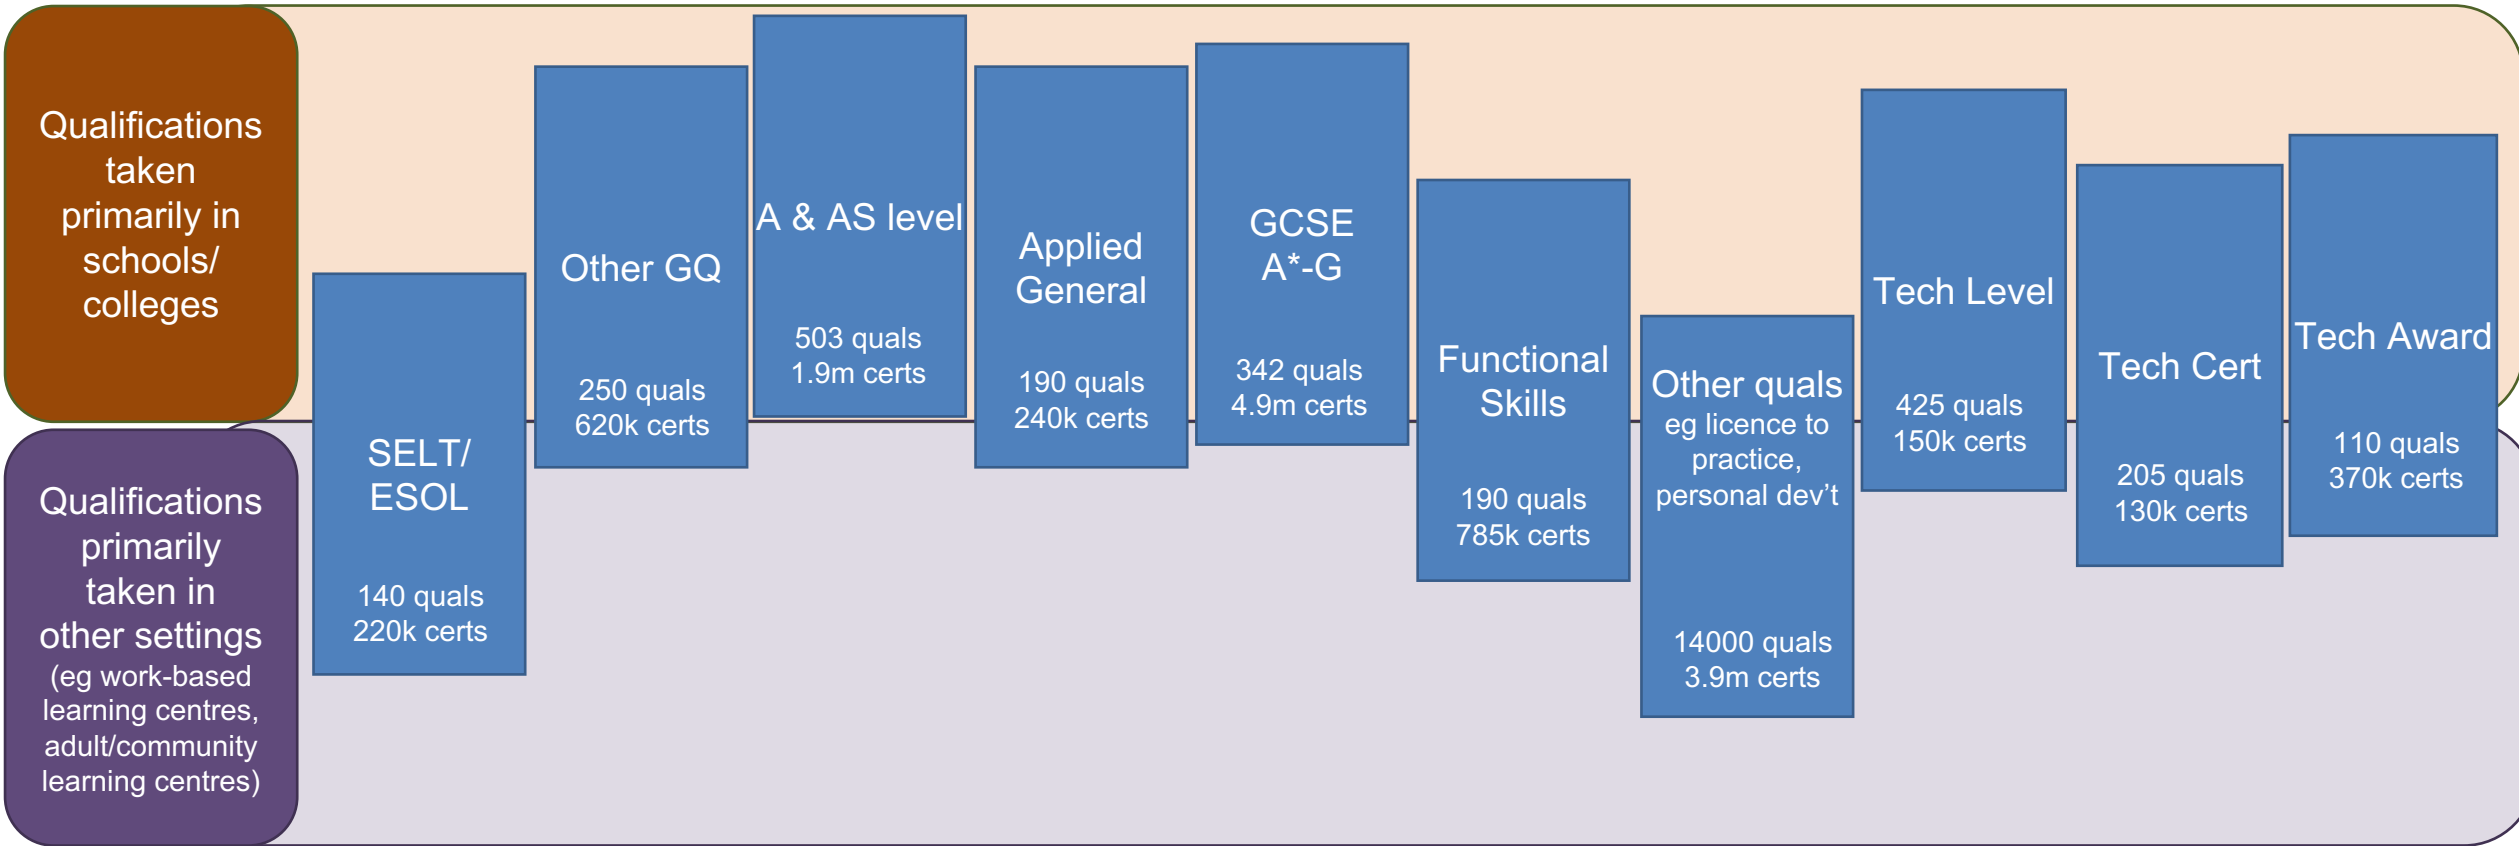 Qualifications
taken
primarily in
schools/
colleges
Qualifications
primarily
taken in
other settings
(eg work-based
learning centres,
adult/community
learning centres)
SELT/
ESOL
140 quals
220k certs
Other GQ
250 quals
620k certs
A & AS level
503 quals
1.9m certs
Applied
General
190 quals
240k certs
GCSE
A*-G
342 quals
4.9m certs
Functional
Skills
190 quals
785k certs
Other quals
eg licence to
practice,
personal dev’t
14000 quals
3.9m certs
Tech Level
425 quals
150k certs
Tech Cert
205 quals
130k certs
Tech Award
110 quals
370k certs